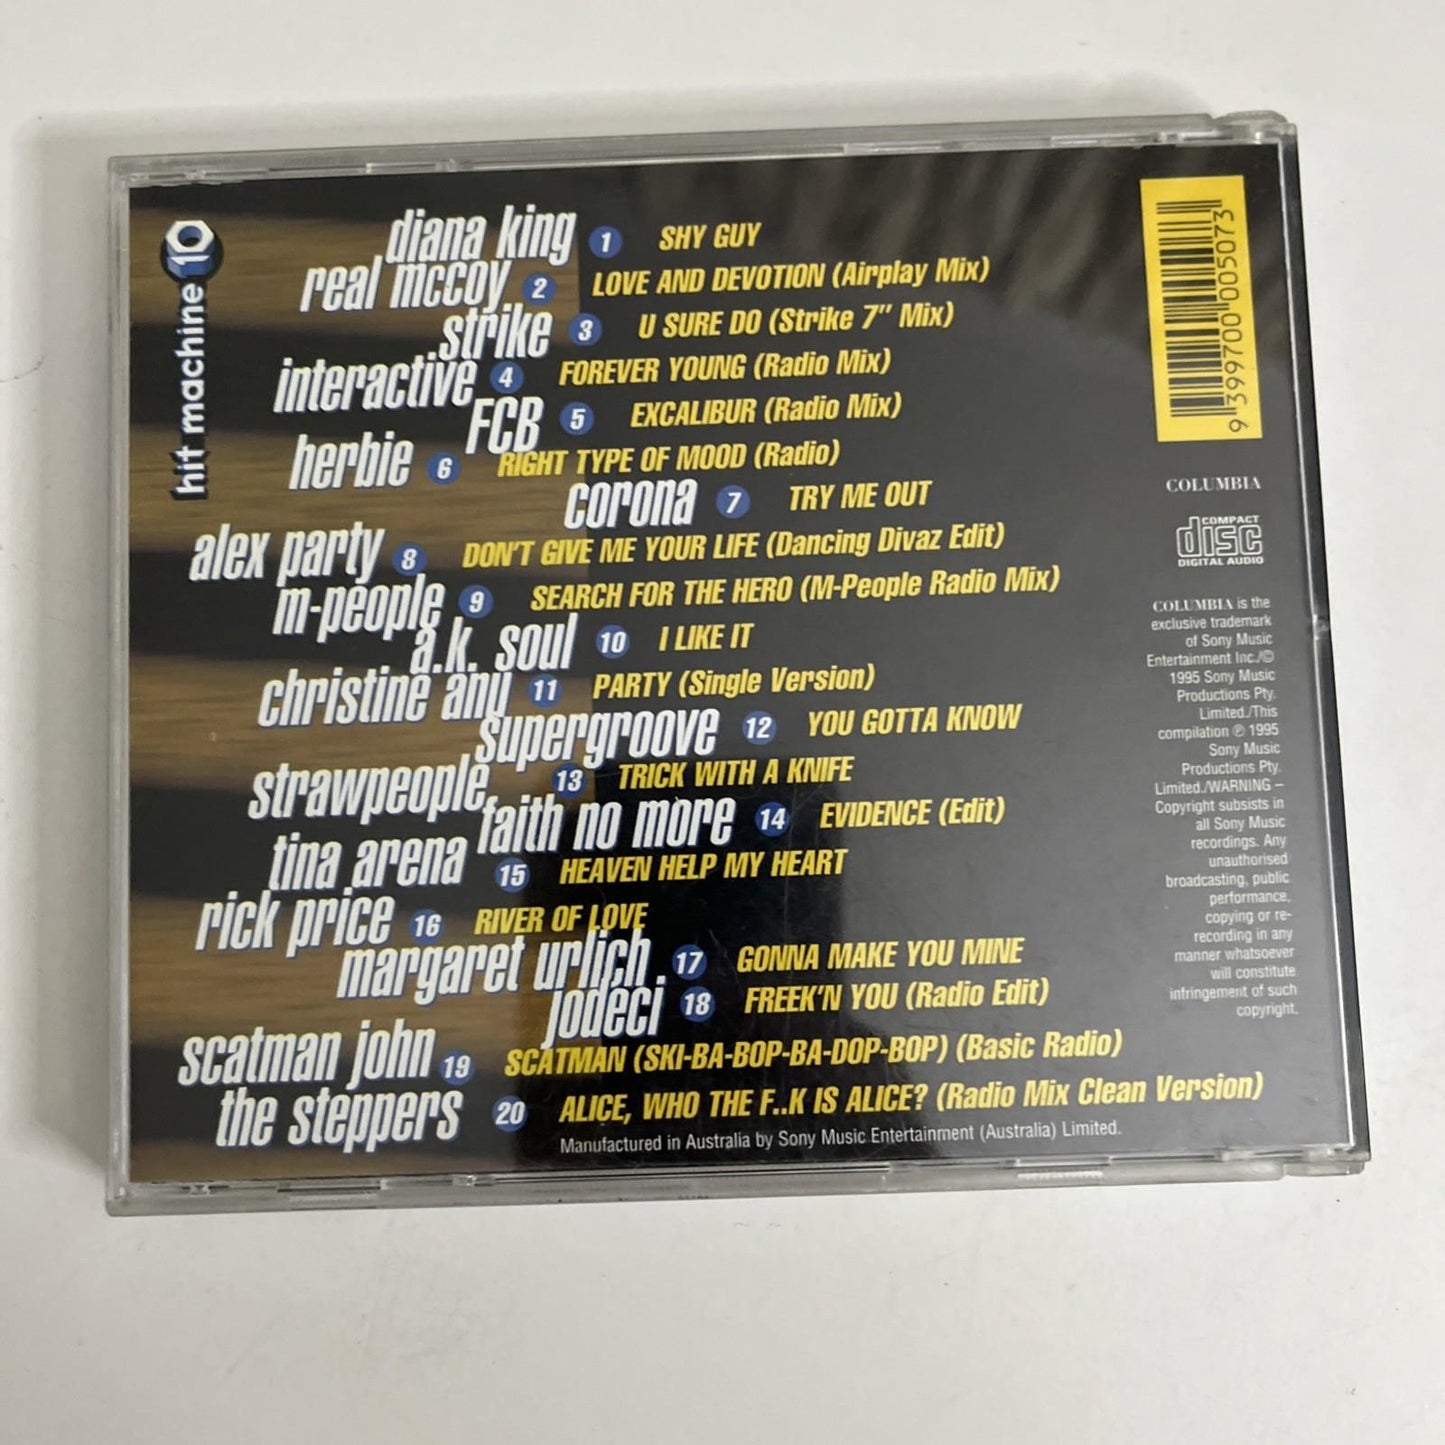 hit machine 10
diana king 1 SHY GUY
real mccoy 2 LOVE AND DEVOTION (Airplay Mix)
strike 3 U SURE DO (Strike 7" Mix)
interactive 4 FOREVER YOUNG (Radio Mix)
FCB 5 EXCALIBUR (Radio Mix)
herbie 6 RIGHT TYPE OF MOOD (Radio)
corona 7 TRY ME OUT
alex party 8 DON'T GIVE ME YOUR LIFE (Dancing Divaz Edit)
m-people 9 SEARCH FOR THE HERO (M-People Radio Mix)
a.k. soul 10 I LIKE IT
christine anu 11 PARTY (Single Version)
supergroove 12 YOU GOTTA KNOW
strawpeople 13 TRICK WITH A KNIFE
faith no more 14 EVIDENCE (Edit)
tina arena 15 HEAVEN HELP MY HEART
rick price 16 RIVER OF LOVE
margaret urlich 17 GONNA MAKE YOU MINE
jodeci 18 FREEK'N YOU (Radio Edit)
scatman john 19 SCATMAN (SKI-BA-BOP-BA-DOP-BOP) (Basic Radio)
the steppers 20 ALICE, WHO THE F..K IS ALICE? (Radio Mix Clean Version)
Manufactured in Australia by Sony Music Entertainment (Australia) Limited.
9 399700 005073
COLUMBIA
COMPACT
disc
DIGITAL AUDIO
COLUMBIA is the
exclusive trademark
of Sony Music
Entertainment Inc./©
1995 Sony Music
Productions Pty.
Limited./This
compilation ℗ 1995
Sony Music
Productions Pty.
Limited./WARNING –
Copyright subsists in
all Sony Music
recordings. Any
unauthorised
broadcasting, public
performance,
copying or re-
recording in any
manner whatsoever
will constitute
infringement of such
copyright.